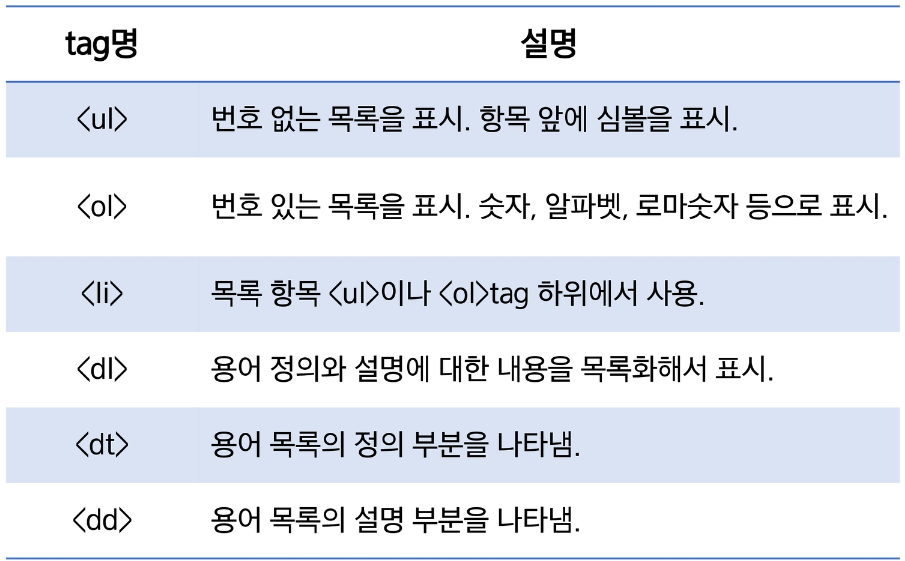 tag명 설명
<ul> 번호 없는 목록을 표시. 항목 앞에 심볼을 표시.
<ol> 번호 있는 목록을 표시. 숫자, 알파벳, 로마숫자 등으로 표시.
<li> 목록 항목 <ul>이나 <ol>tag 하위에서 사용.
<dl> 용어 정의와 설명에 대한 내용을 목록화해서 표시.
<dt> 용어 목록의 정의 부분을 나타냄.
<dd> 용어 목록의 설명 부분을 나타냄.